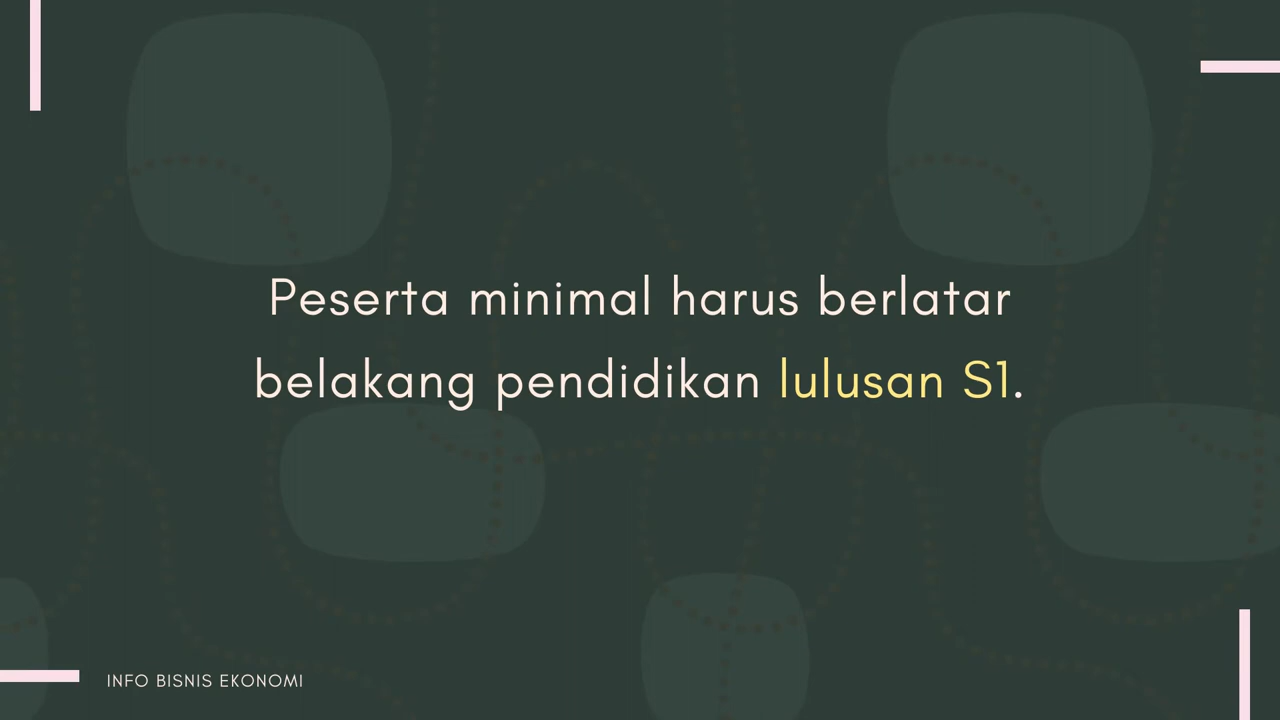 Peserta minimal harus berlatar
belakang pendidikan lulusan S1.
INFO BISNIS EKONOMI